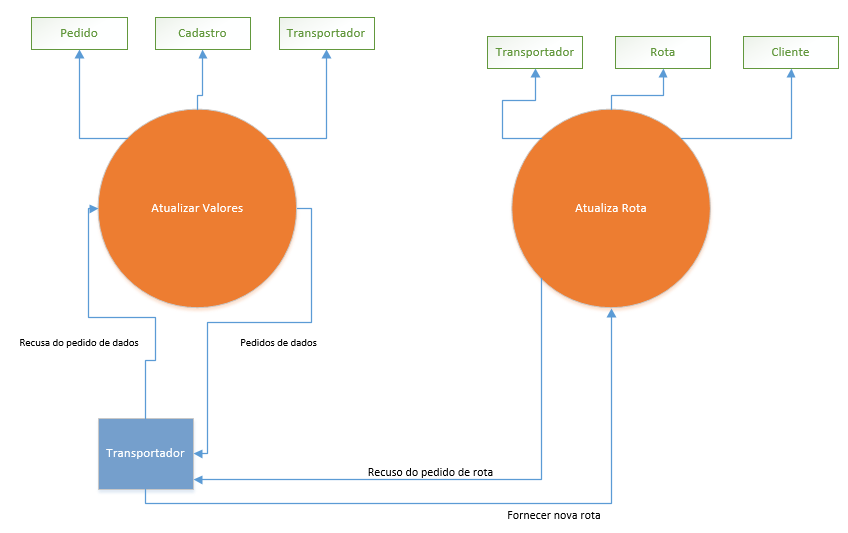 Pedido
Cadastro
Transportador
Transportador
Rota
Cliente
Atualizar Valores
Atualiza Rota
Recusa do pedido de dados
Pedidos de dados
Transportador
Recuso do pedido de rota
Fornecer nova rota